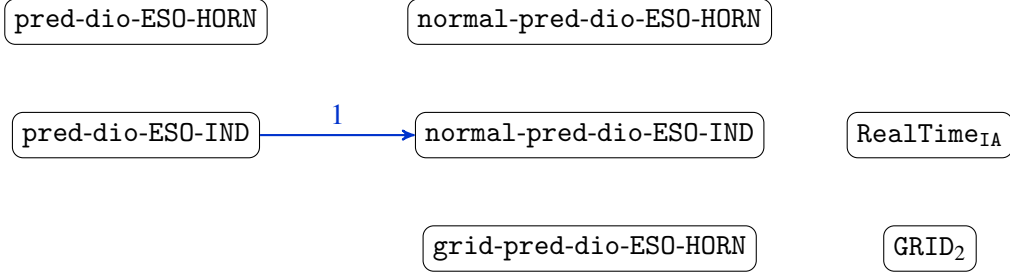 pred-dio-ESO-HORN normal-pred-dio-ESO-HORN
1
pred-dio-ESO-IND normal-pred-dio-ESO-IND RealTime_IA
grid-pred-dio-ESO-HORN GRID₂